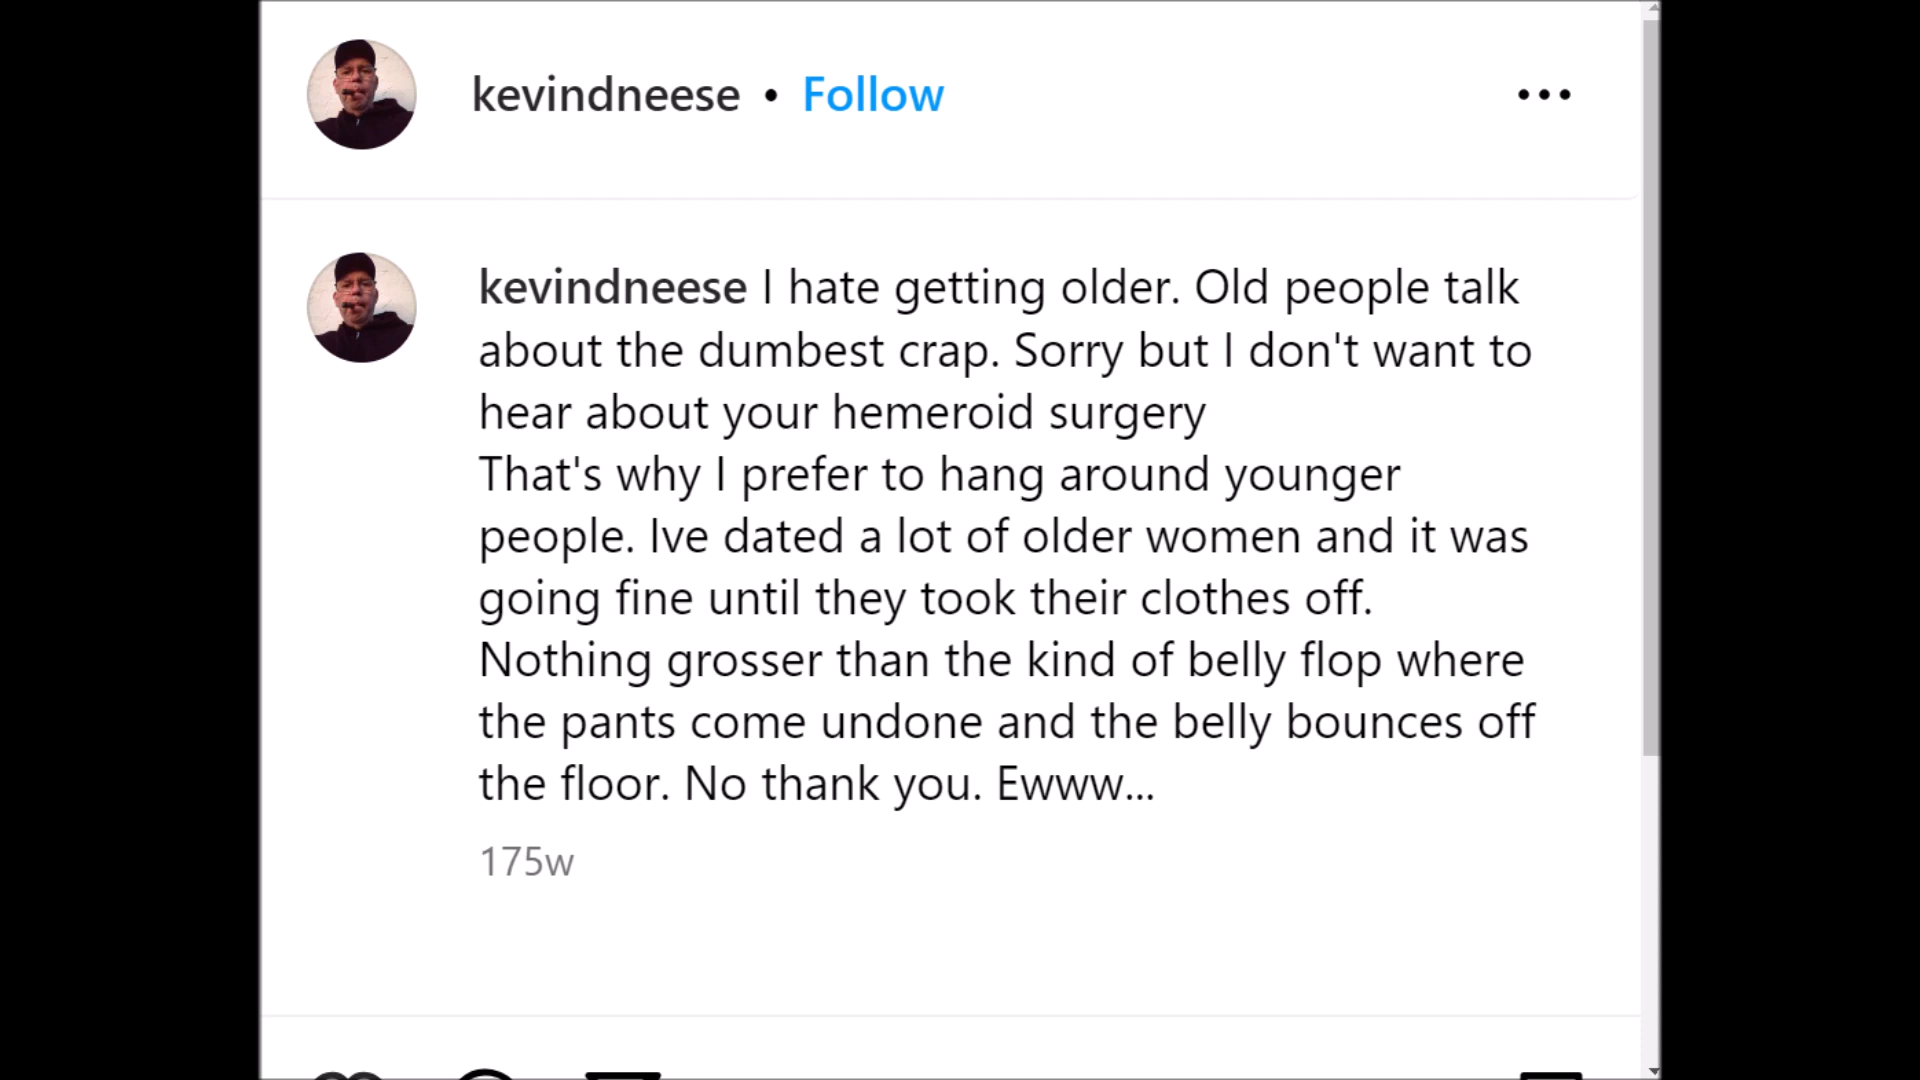 kevindneese • Follow
kevindneese I hate getting older. Old people talk
about the dumbest crap. Sorry but I don't want to
hear about your hemeroid surgery
That's why I prefer to hang around younger
people. Ive dated a lot of older women and it was
going fine until they took their clothes off.
Nothing grosser than the kind of belly flop where
the pants come undone and the belly bounces off
the floor. No thank you. Ewww...
175w